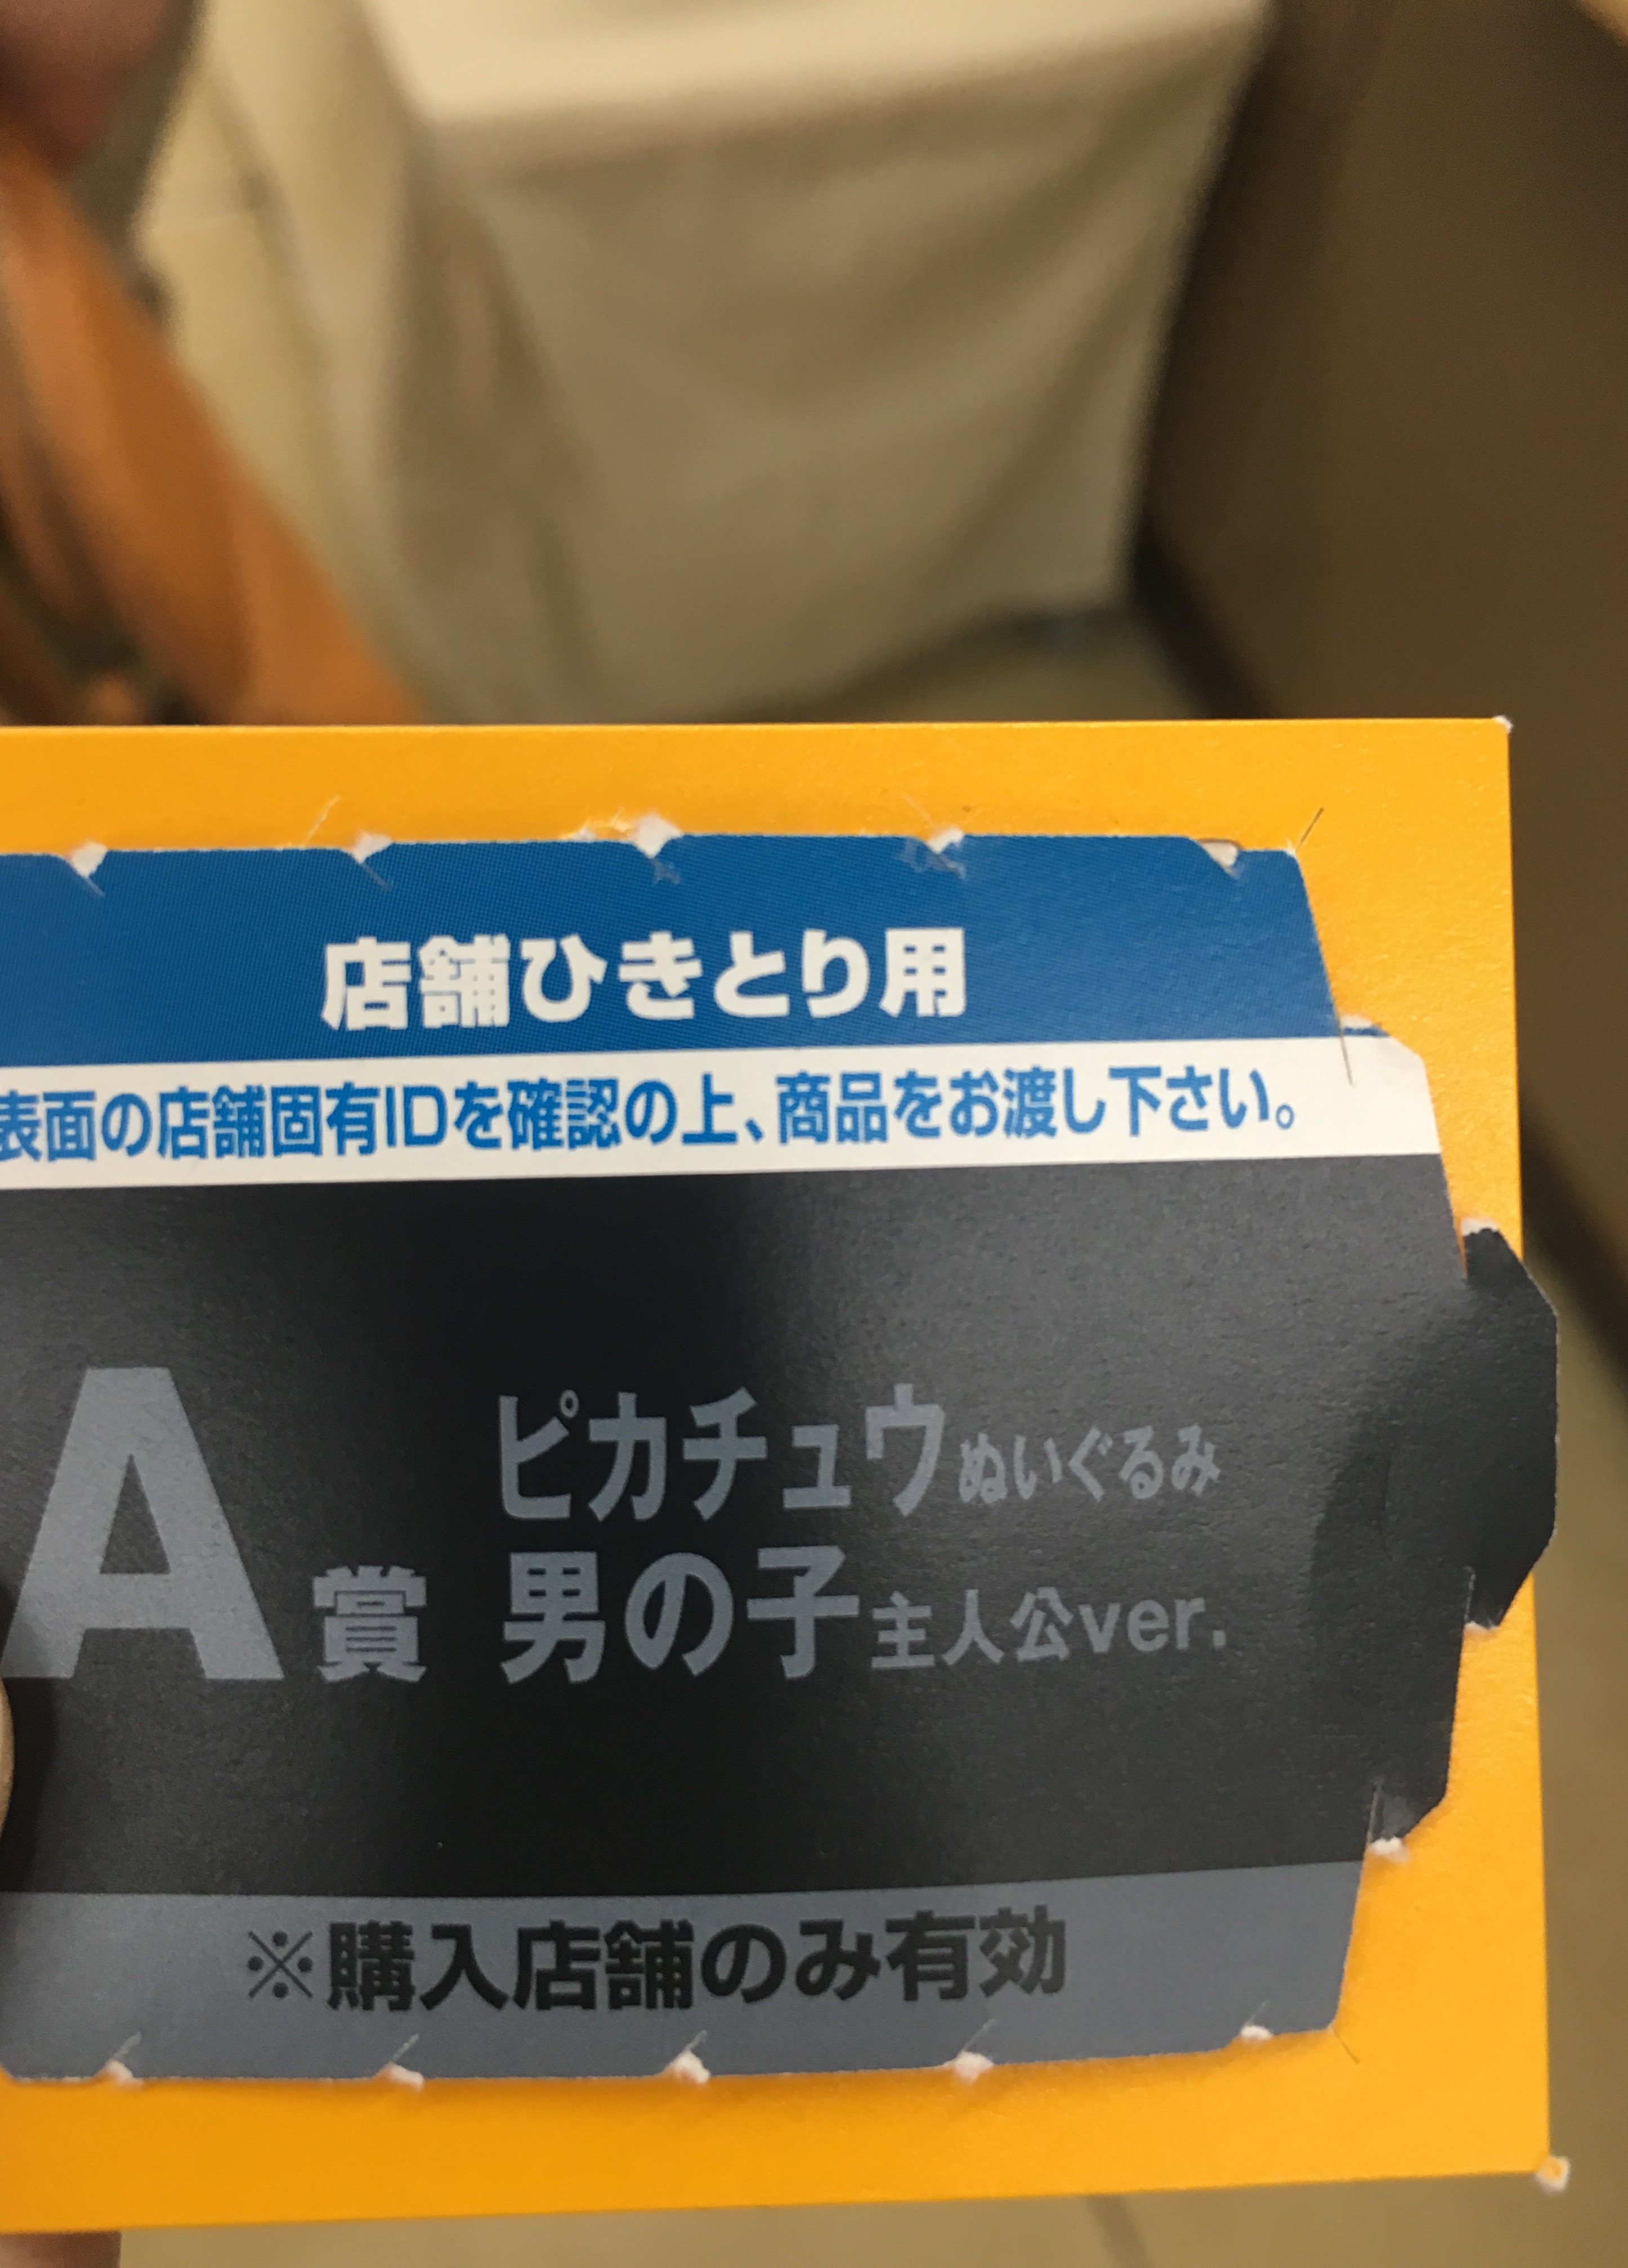 店舗ひきとり用
表面の店舗固有IDを確認の上、商品をお渡し下さい。
A賞 ピカチュウぬいぐるみ
男の子主人公ver.
※購入店舗のみ有効